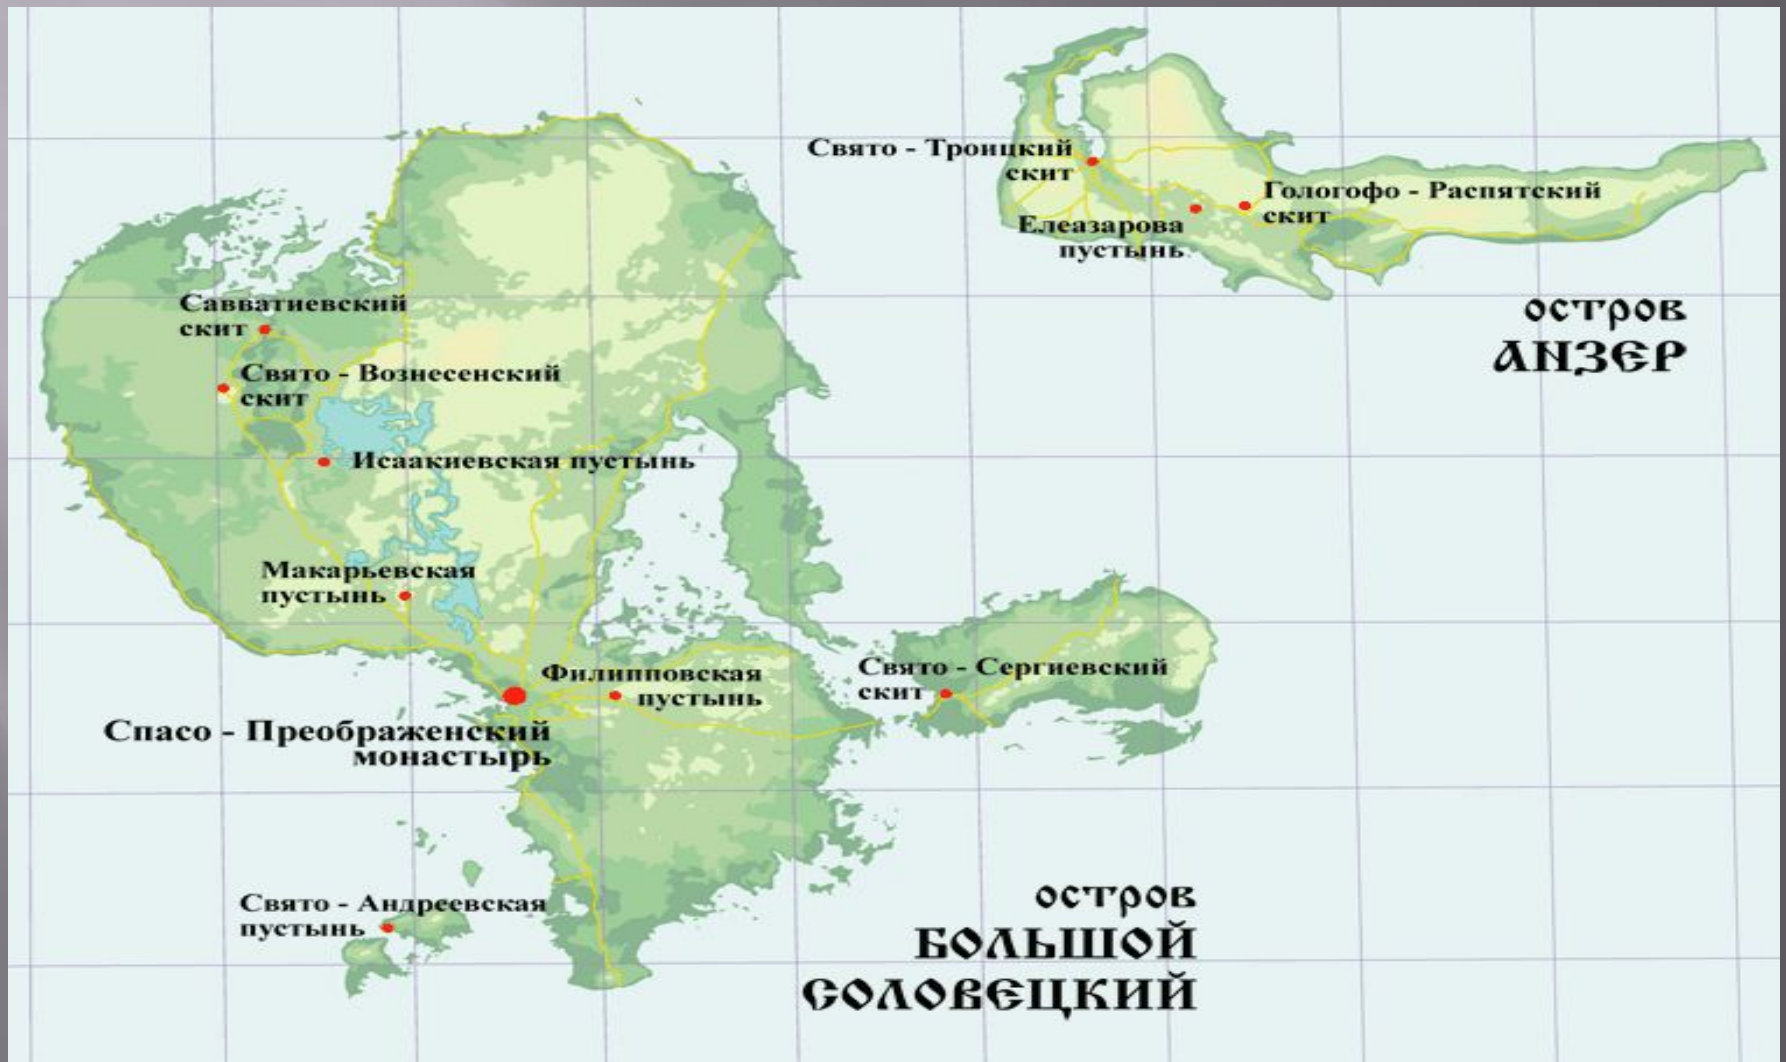 Свято - Троицкий
скит
Гологофо - Распятский
скит
Елеазарова
пустынь
остров
АНЗЕР
Савватиевский
скит
Свято - Вознесенский
скит
Исаакиевская пустынь
Макарьевская
пустынь
Филипповская
пустынь
Свято - Сергиевский
скит
Спасо - Преображенский
монастырь
Свято - Андреевская
пустынь
остров
БОЛЬШОЙ
СОЛОВЕЦКИЙ